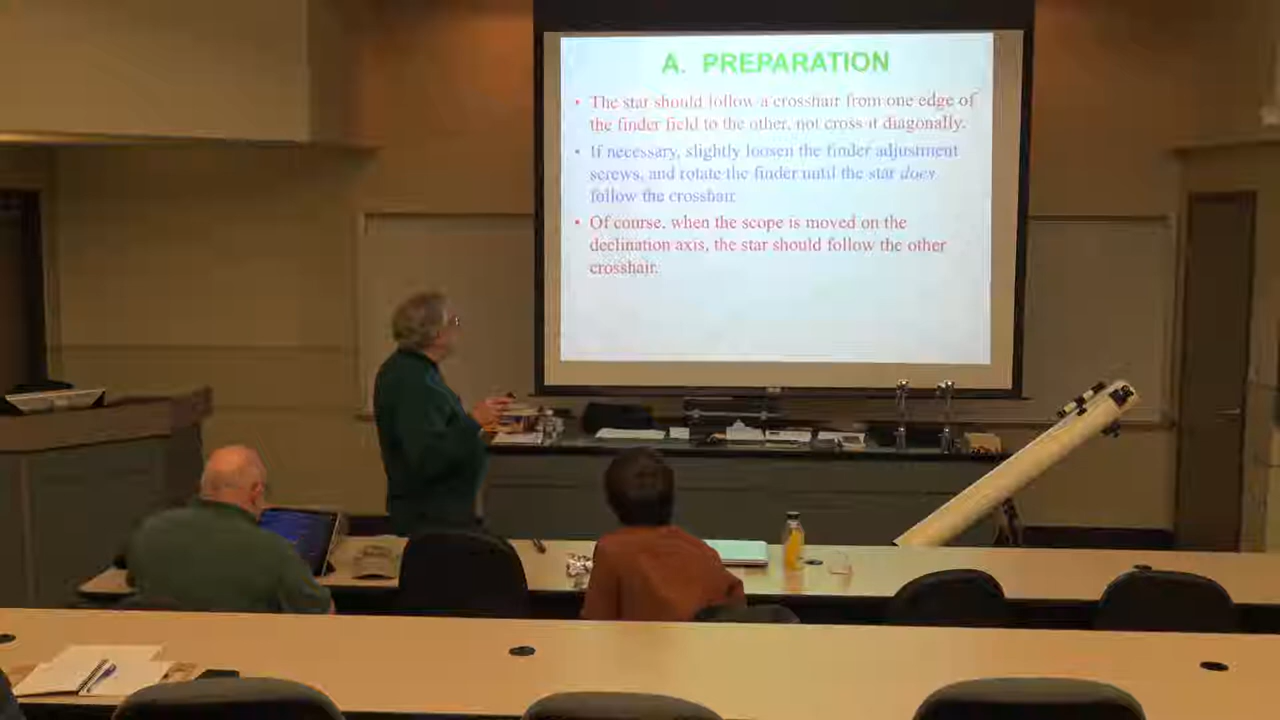 A. PREPARATION
• The star should follow a crosshair from one edge of
the finder field to the other, not cross it diagonally.
• If necessary, slightly loosen the finder adjustment
screws, and rotate the finder until the star does
follow the crosshair.
• Of course, when the scope is moved on the
declination axis, the star should follow the other
crosshair.